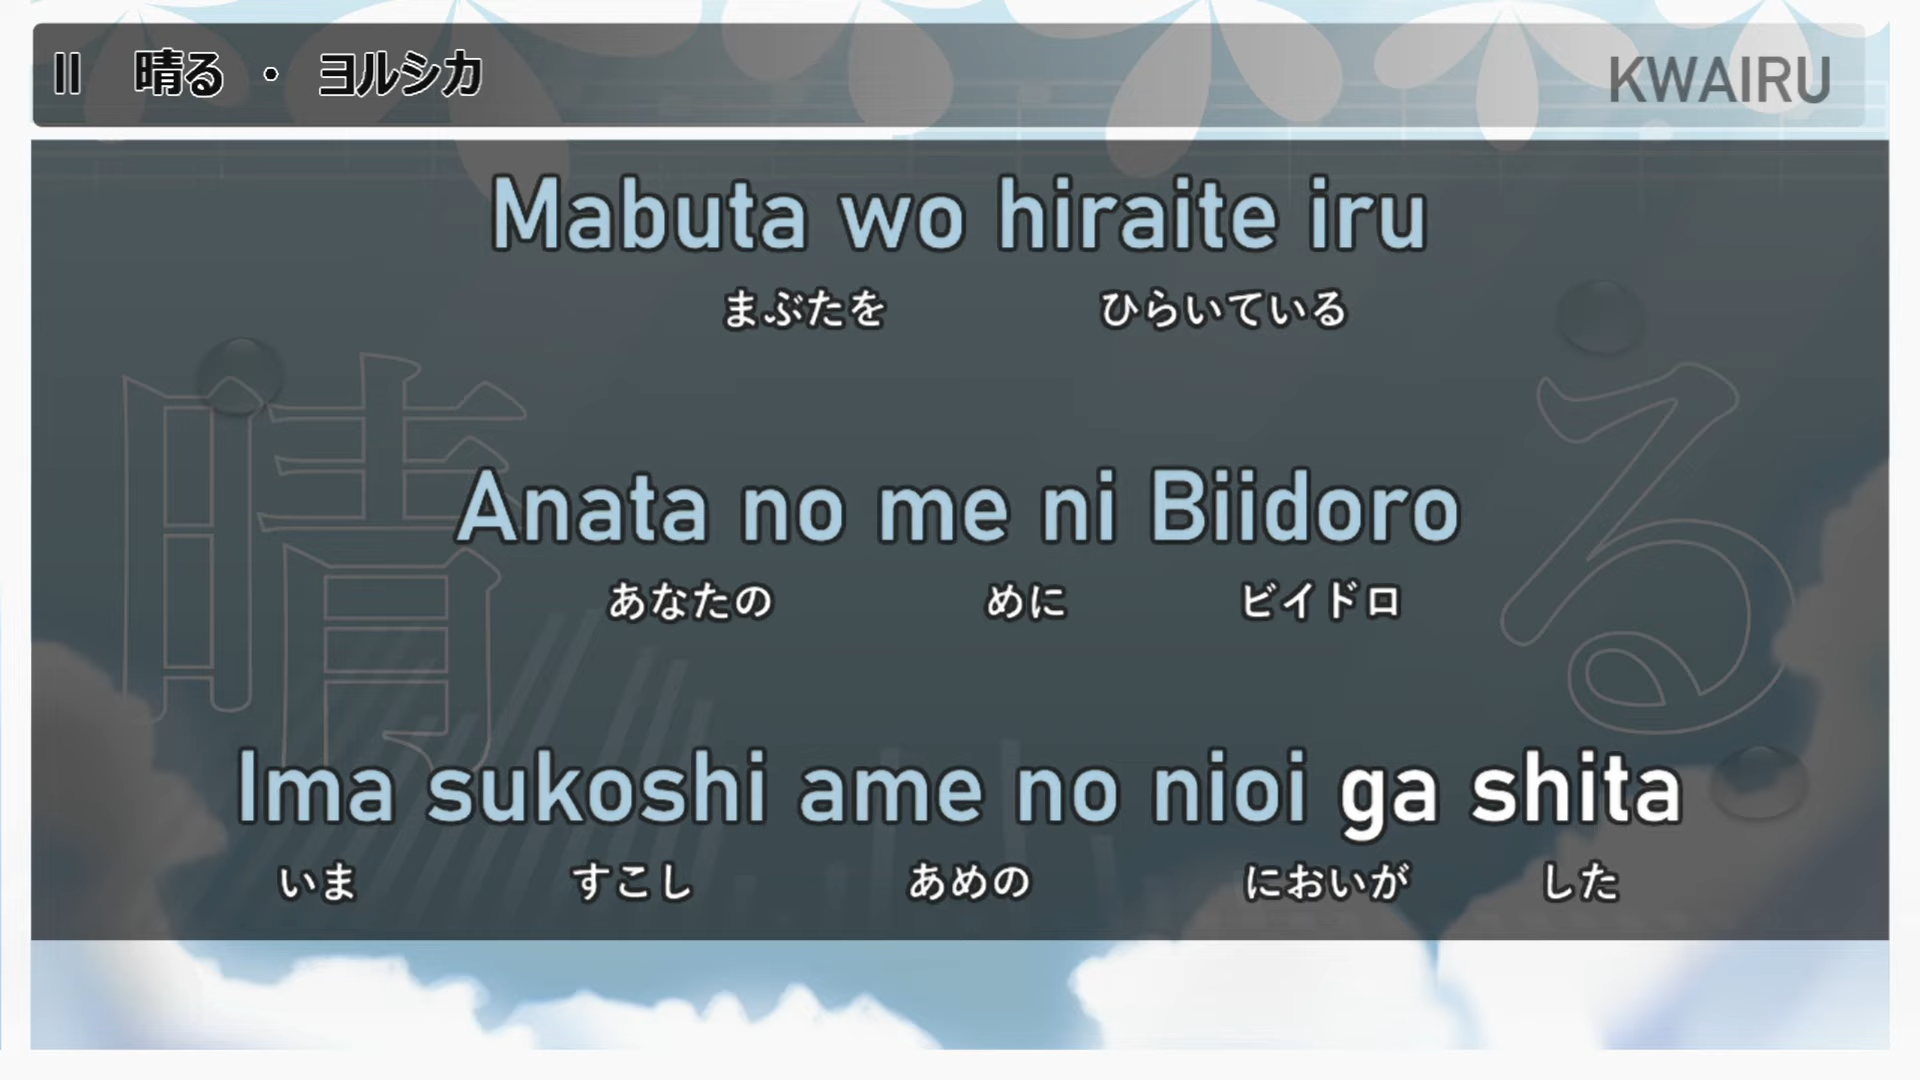 晴る ・ ヨルシカ
KWAIRU
Mabuta wo hiraite iru
まぶたを ひらいている
Anata no me ni Biidoro
あなたの めに ビイドロ
Ima sukoshi ame no nioi ga shita
いま すこし あめの においが した
晴る